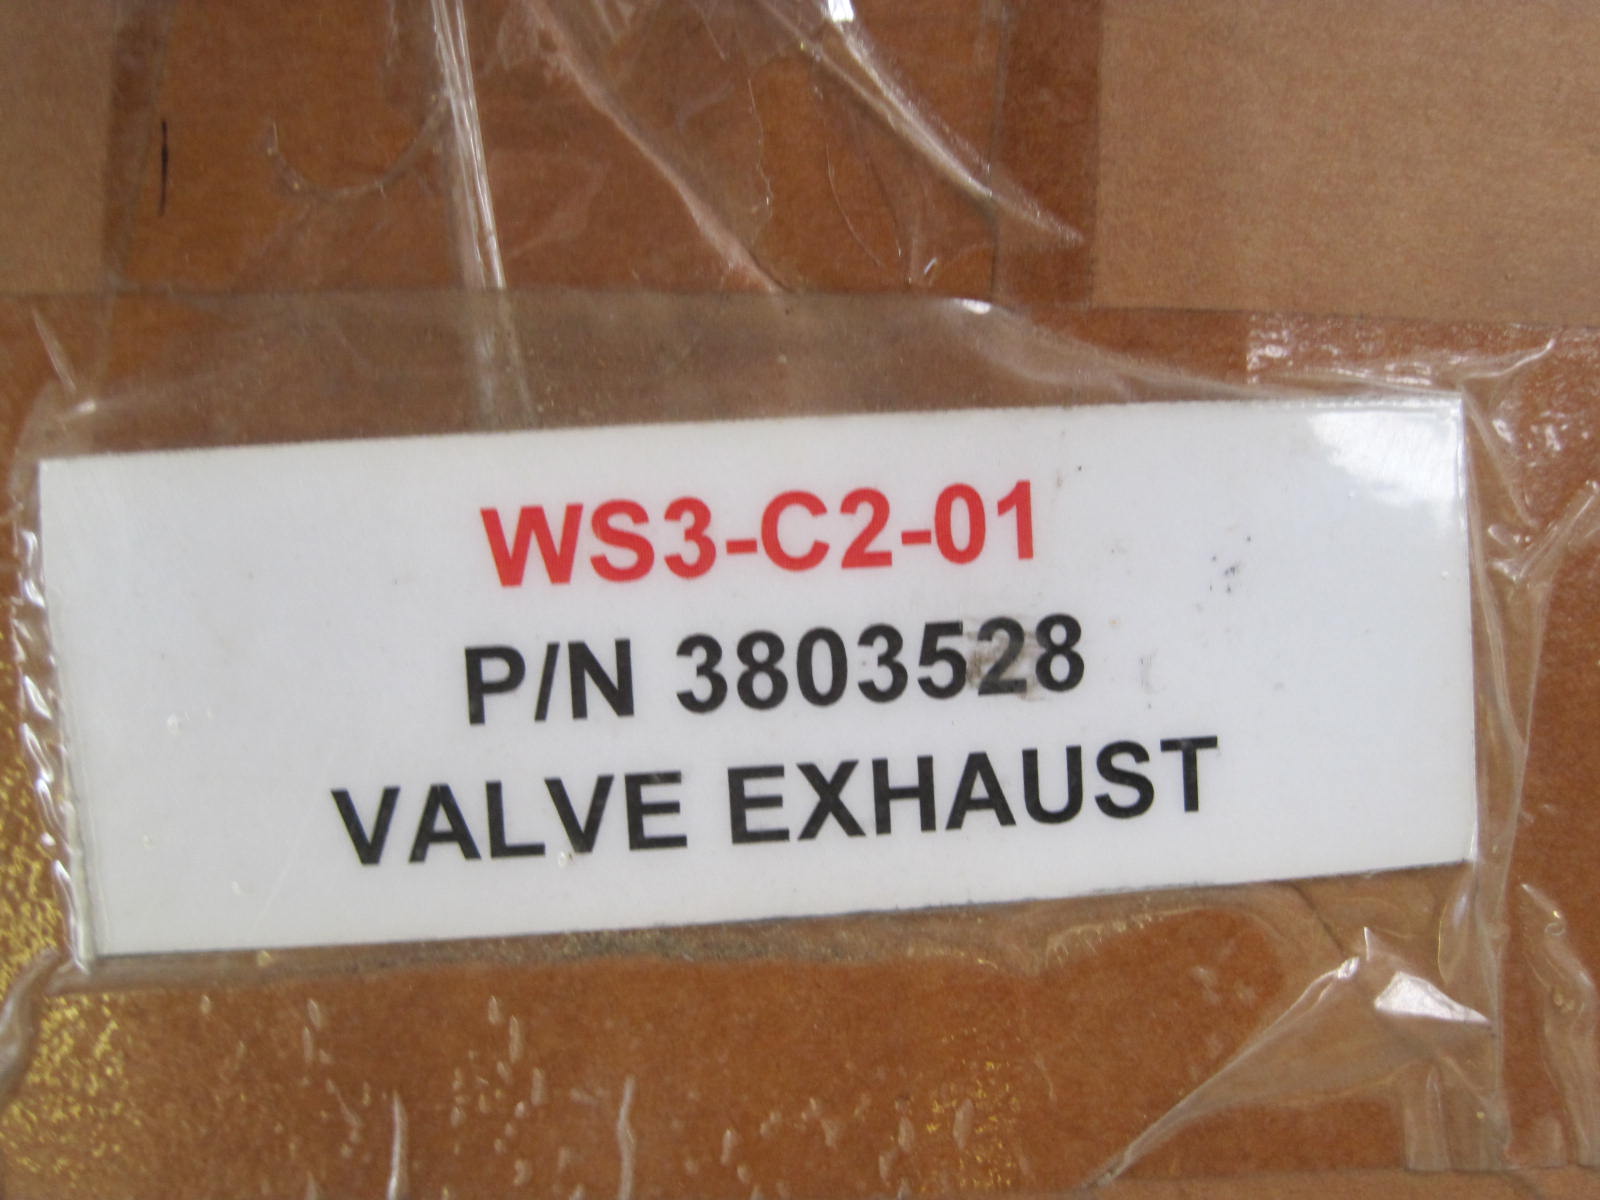 WS3-C2-01
P/N 3803528
VALVE EXHAUST